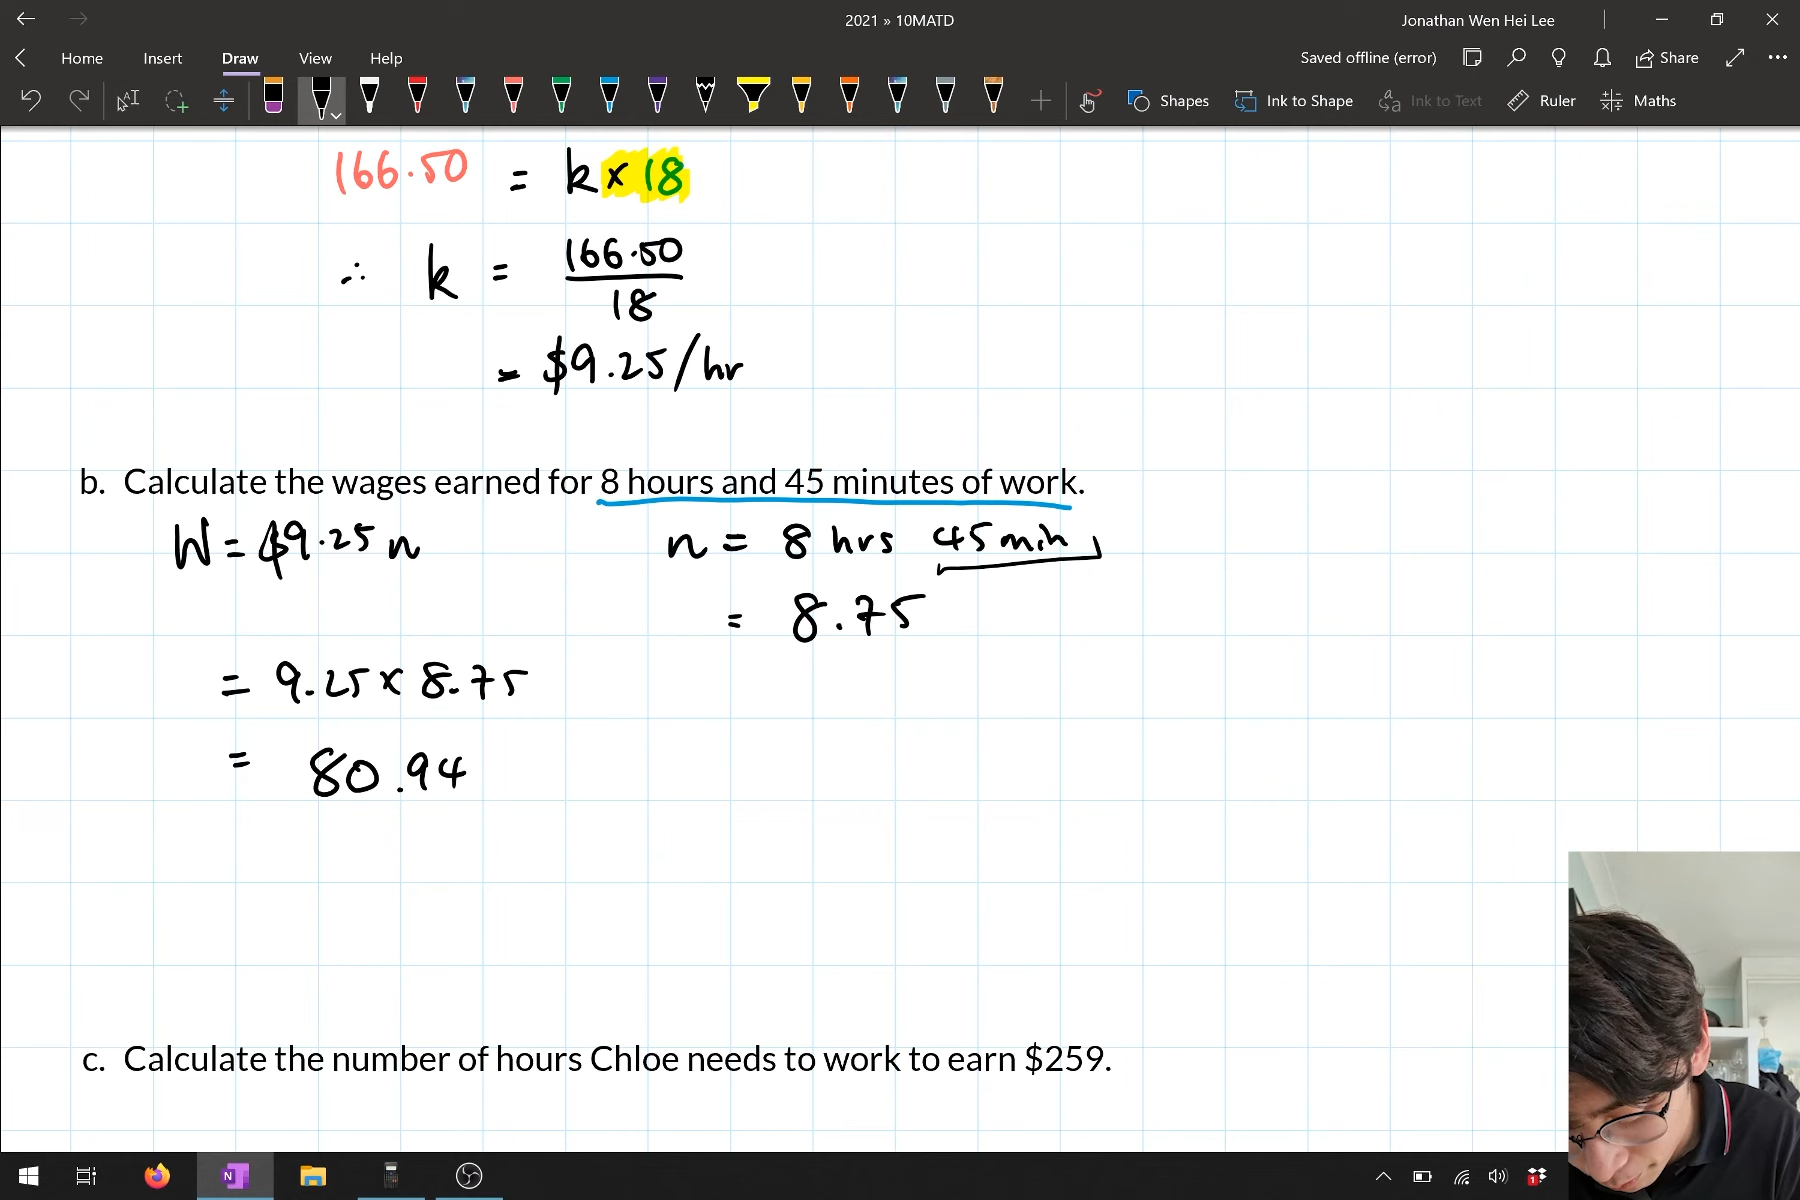 2021 » 10MATD
Jonathan Wen Hei Lee
Home Insert Draw View Help
Saved offline (error)
Share
Shapes
Ink to Shape
Ink to Text
Ruler
Maths
166.50 = k × 18
∴ k = 166.50
18
= $9.25/hr
b. Calculate the wages earned for 8 hours and 45 minutes of work.
W = $9.25 n
n = 8 hrs 45 min
= 8.75
= 9.25 × 8.75
= 80.94
c. Calculate the number of hours Chloe needs to work to earn $259.
N
1